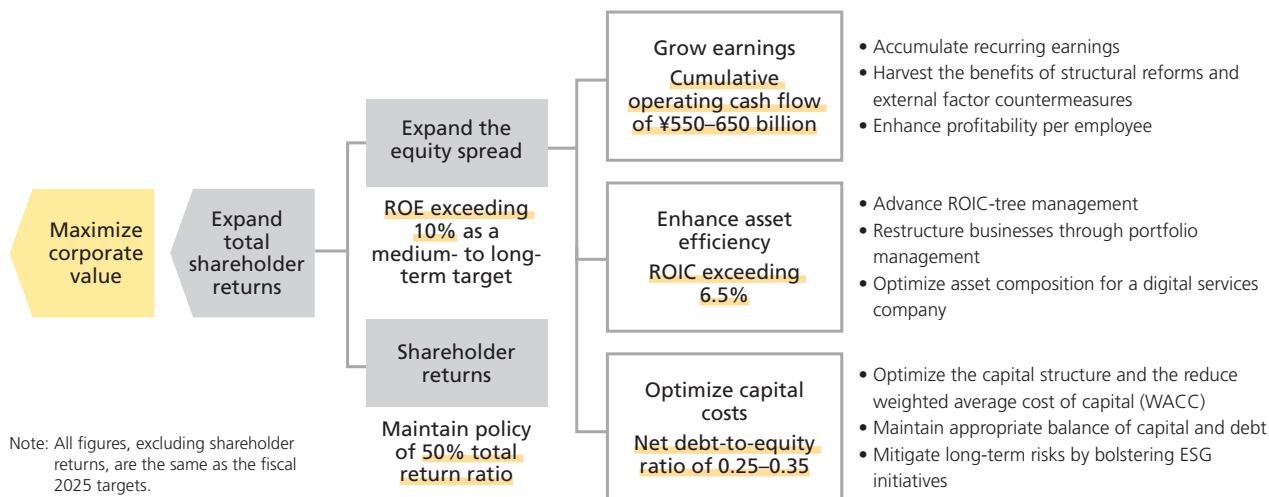 Maximize
corporate
value
Expand
total
shareholder
returns
Expand the
equity spread
ROE exceeding
10% as a
medium- to long-
term target
Shareholder
returns
Maintain policy
of 50% total
return ratio
Grow earnings
Cumulative
operating cash flow
of ¥550–650 billion
• Accumulate recurring earnings
• Harvest the benefits of structural reforms and
external factor countermeasures
• Enhance profitability per employee
Enhance asset
efficiency
ROIC exceeding
6.5%
• Advance ROIC-tree management
• Restructure businesses through portfolio
management
• Optimize asset composition for a digital services
company
Optimize capital
costs
Net debt-to-equity
ratio of 0.25–0.35
• Optimize the capital structure and the reduce
weighted average cost of capital (WACC)
• Maintain appropriate balance of capital and debt
• Mitigate long-term risks by bolstering ESG
initiatives
Note: All figures, excluding shareholder
returns, are the same as the fiscal
2025 targets.